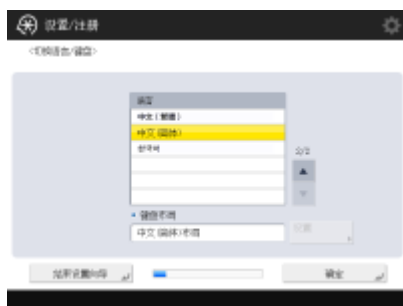 设置/注册
<切换语言/键盘>
语言
中文(繁體)
中文(简体)
한국어
2/2
键盘布局
中文(简体)布局
设置
结束设置向导
确定